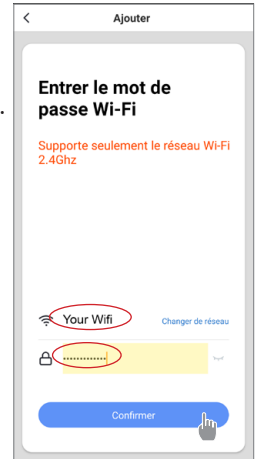 Ajouter
Entrer le mot de
passe Wi-Fi
Supporte seulement le réseau Wi-Fi
2.4Ghz
Your Wifi
Changer de réseau
Confirmer